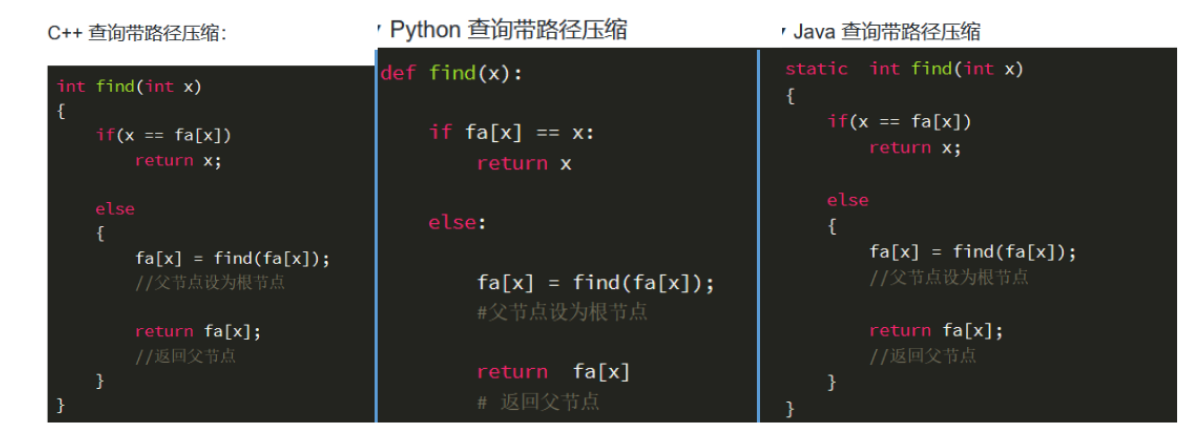 C++ 查询带路径压缩：
int find(int x)
{
    if(x == fa[x])
        return x;
    else
    {
        fa[x] = find(fa[x]);
        //父节点设为根节点
        return fa[x];
        //返回父节点
    }
}
Python 查询带路径压缩
def find(x):
    if fa[x] == x:
        return x
    else:
        fa[x] = find(fa[x]);
        #父节点设为根节点
        return  fa[x]
        # 返回父节点
Java 查询带路径压缩
static  int find(int x)
{
    if(x == fa[x])
        return x;
    else
    {
        fa[x] = find(fa[x]);
        //父节点设为根节点
        return fa[x];
        //返回父节点
    }
}